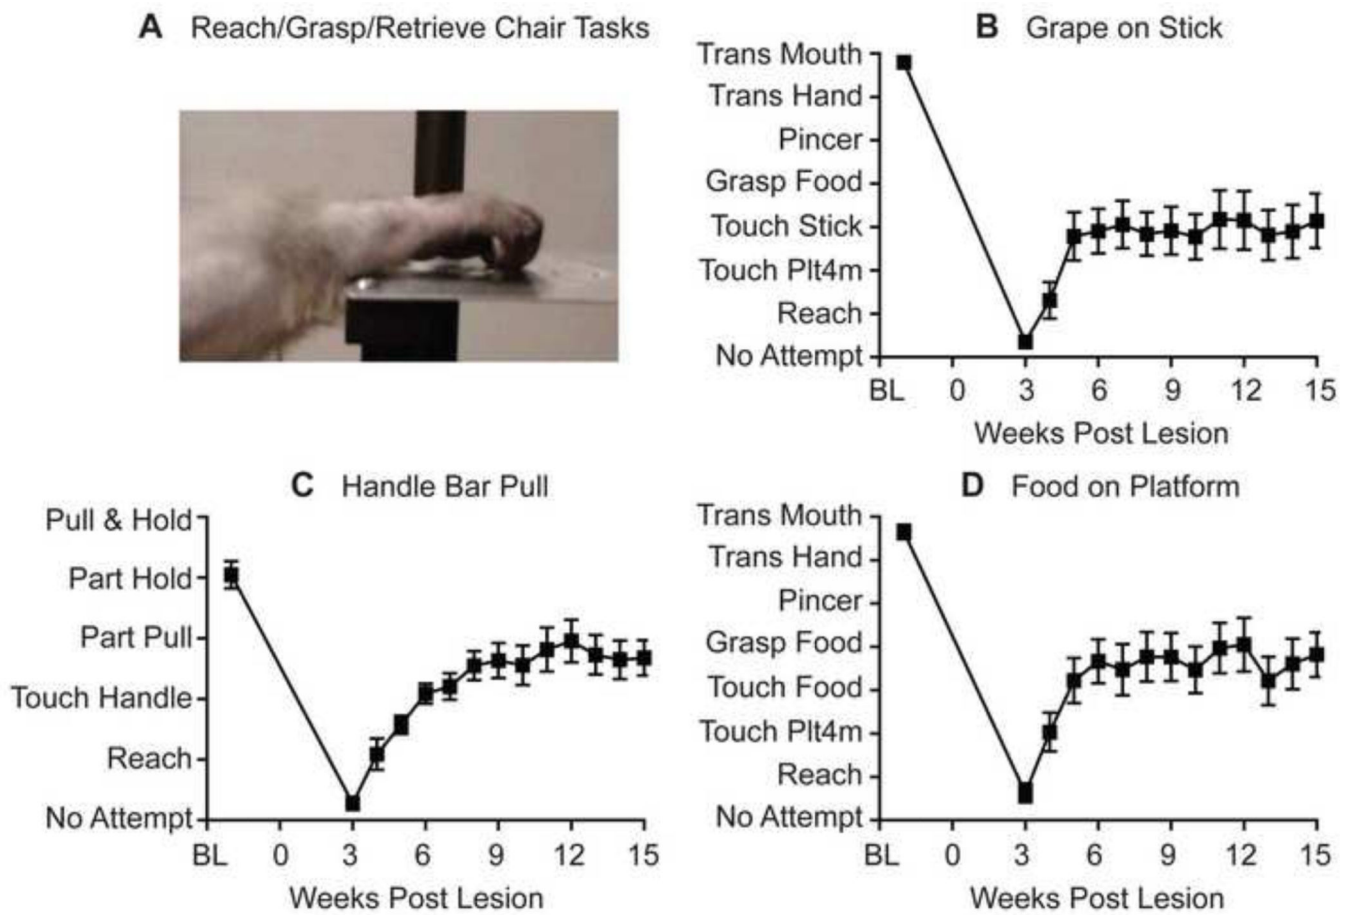 A Reach/Grasp/Retrieve Chair Tasks
B Grape on Stick
Trans Mouth
Trans Hand
Pincer
Grasp Food
Touch Stick
Touch Plt4m
Reach
No Attempt
BL 0 3 6 9 12 15
Weeks Post Lesion
C Handle Bar Pull
Pull & Hold
Part Hold
Part Pull
Touch Handle
Reach
No Attempt
BL 0 3 6 9 12 15
Weeks Post Lesion
D Food on Platform
Trans Mouth
Trans Hand
Pincer
Grasp Food
Touch Food
Touch Plt4m
Reach
No Attempt
BL 0 3 6 9 12 15
Weeks Post Lesion